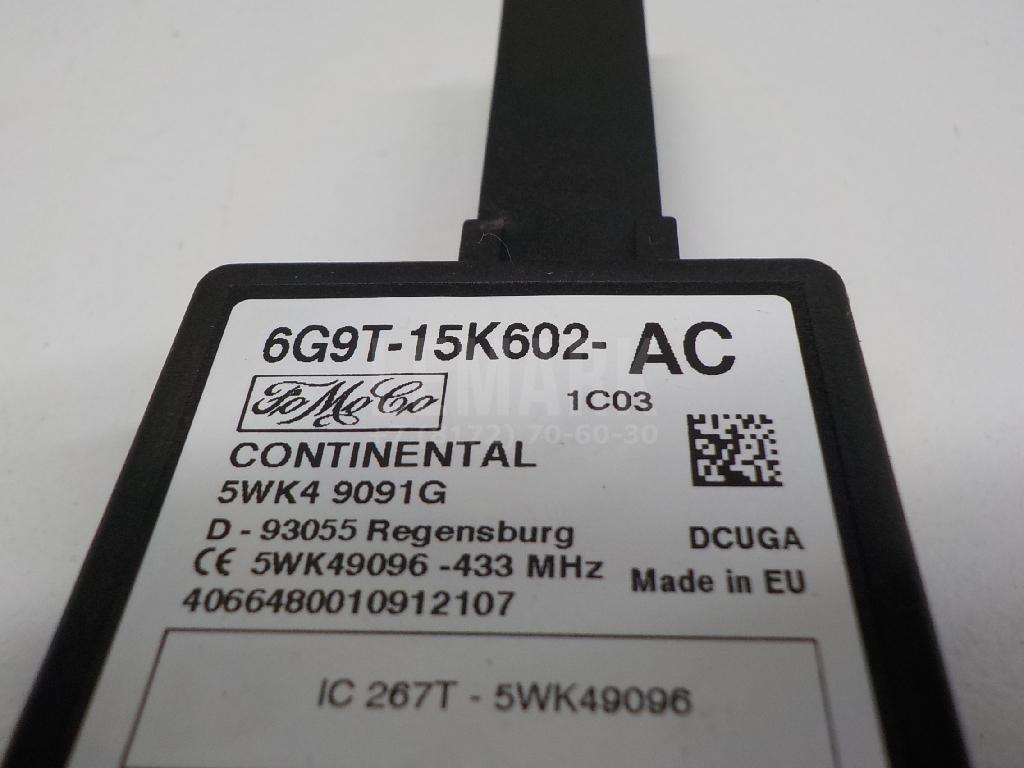 6G9T-15K602- AC
FoMoCo 1C03
CONTINENTAL
5WK4 9091G
D - 93055 Regensburg DCUGA
CE 5WK49096 -433 MHz Made in EU
4066480010912107
IC 267T - 5WK49096